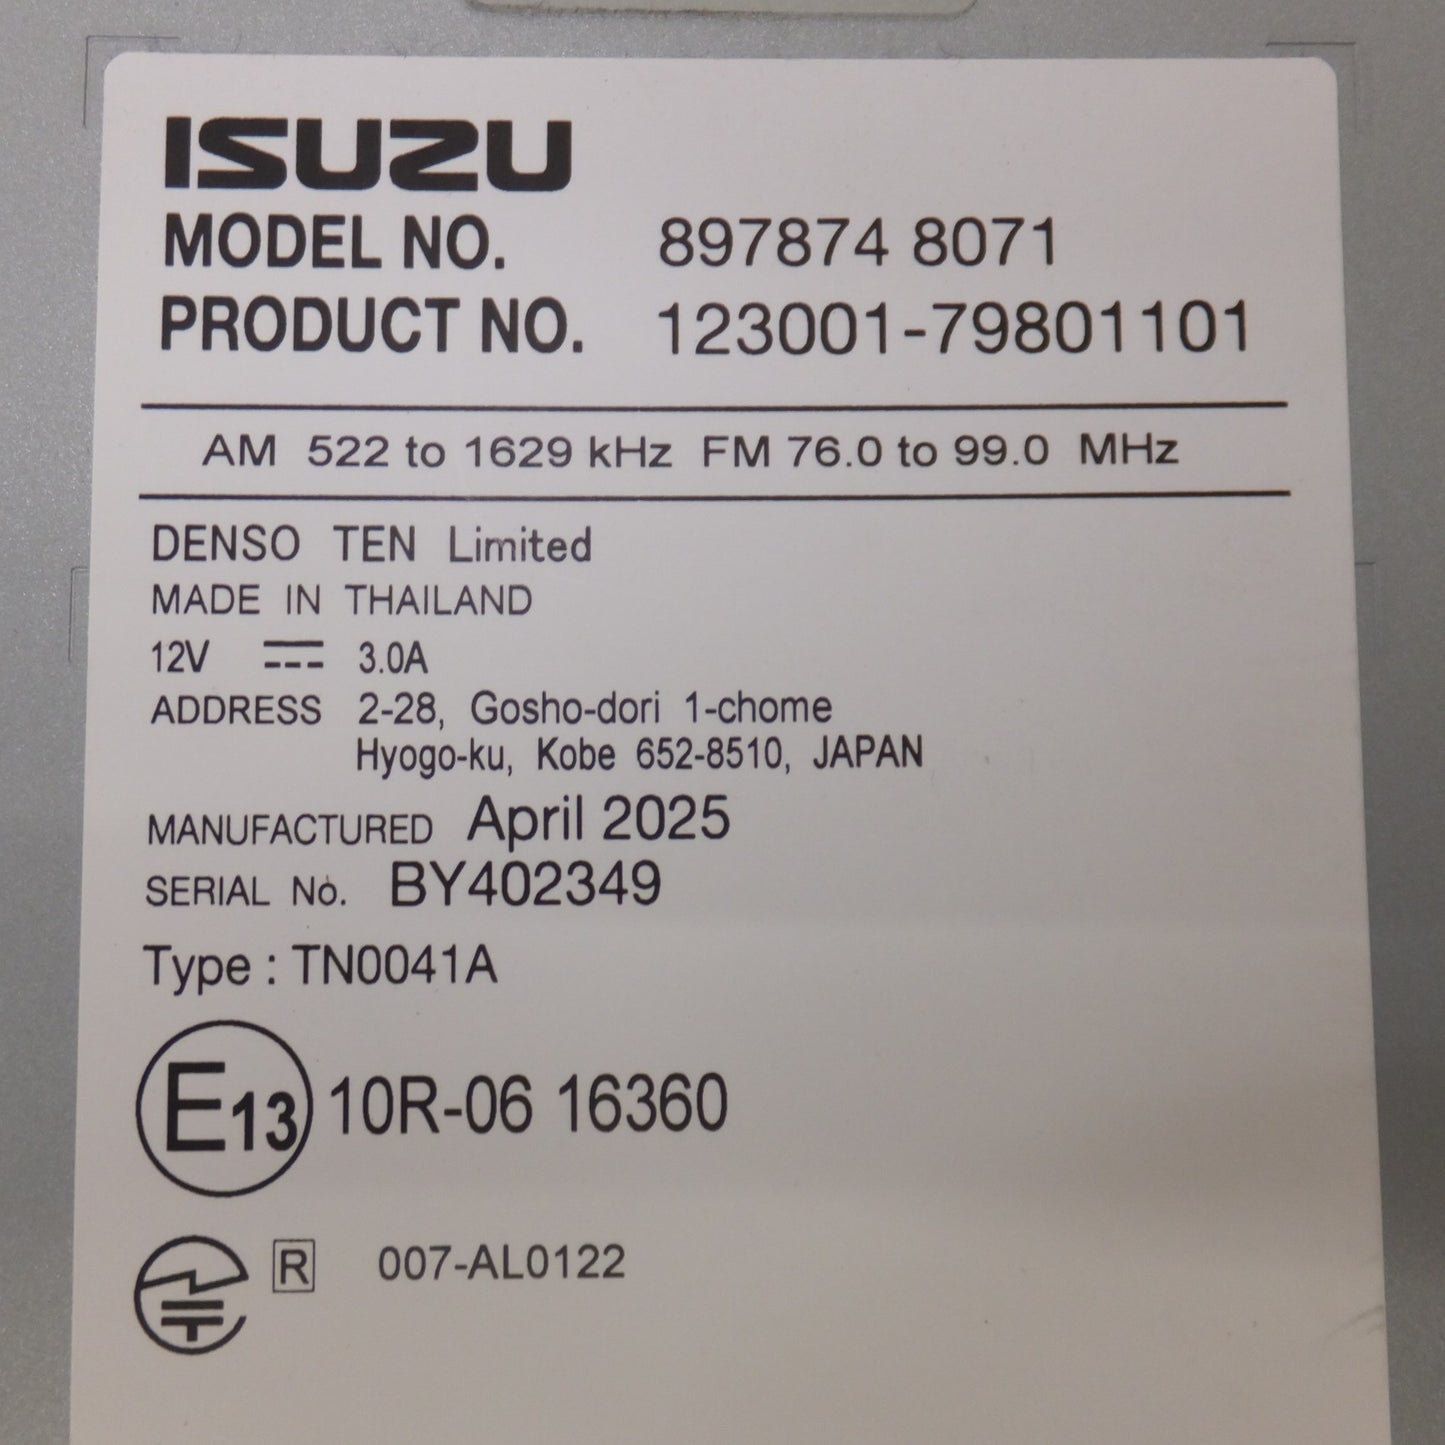 ISUZU
MODEL NO. 897874 8071
PRODUCT NO. 123001-79801101
AM 522 to 1629 kHz FM 76.0 to 99.0 MHz
DENSO TEN Limited
MADE IN THAILAND
12V ⎓ 3.0A
ADDRESS 2-28, Gosho-dori 1-chome
Hyogo-ku, Kobe 652-8510, JAPAN
MANUFACTURED April 2025
SERIAL No. BY402349
Type : TN0041A
E13 10R-06 16360
R 007-AL0122